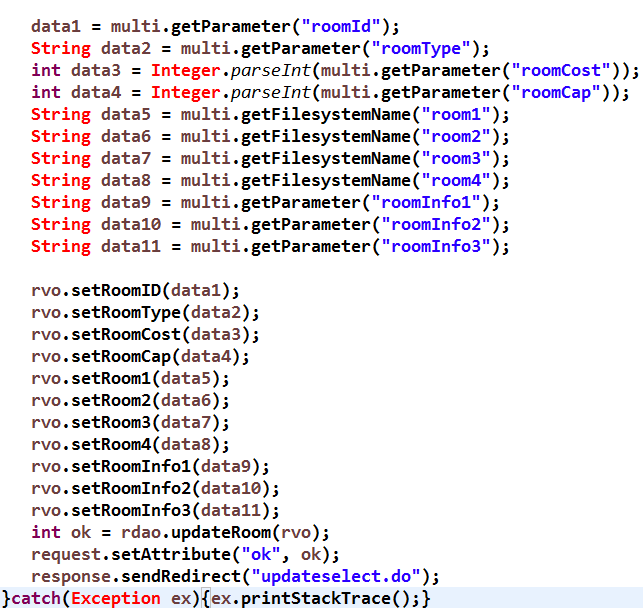 data1 = multi.getParameter("roomId");
String data2 = multi.getParameter("roomType");
int data3 = Integer.parseInt(multi.getParameter("roomCost"));
int data4 = Integer.parseInt(multi.getParameter("roomCap"));
String data5 = multi.getFilesystemName("room1");
String data6 = multi.getFilesystemName("room2");
String data7 = multi.getFilesystemName("room3");
String data8 = multi.getFilesystemName("room4");
String data9 = multi.getParameter("roomInfo1");
String data10 = multi.getParameter("roomInfo2");
String data11 = multi.getParameter("roomInfo3");
rvo.setRoomID(data1);
rvo.setRoomType(data2);
rvo.setRoomCost(data3);
rvo.setRoomCap(data4);
rvo.setRoom1(data5);
rvo.setRoom2(data6);
rvo.setRoom3(data7);
rvo.setRoom4(data8);
rvo.setRoomInfo1(data9);
rvo.setRoomInfo2(data10);
rvo.setRoomInfo3(data11);
int ok = rdao.updateRoom(rvo);
request.setAttribute("ok", ok);
response.sendRedirect("updateselect.do");
}catch(Exception ex){ex.printStackTrace();}